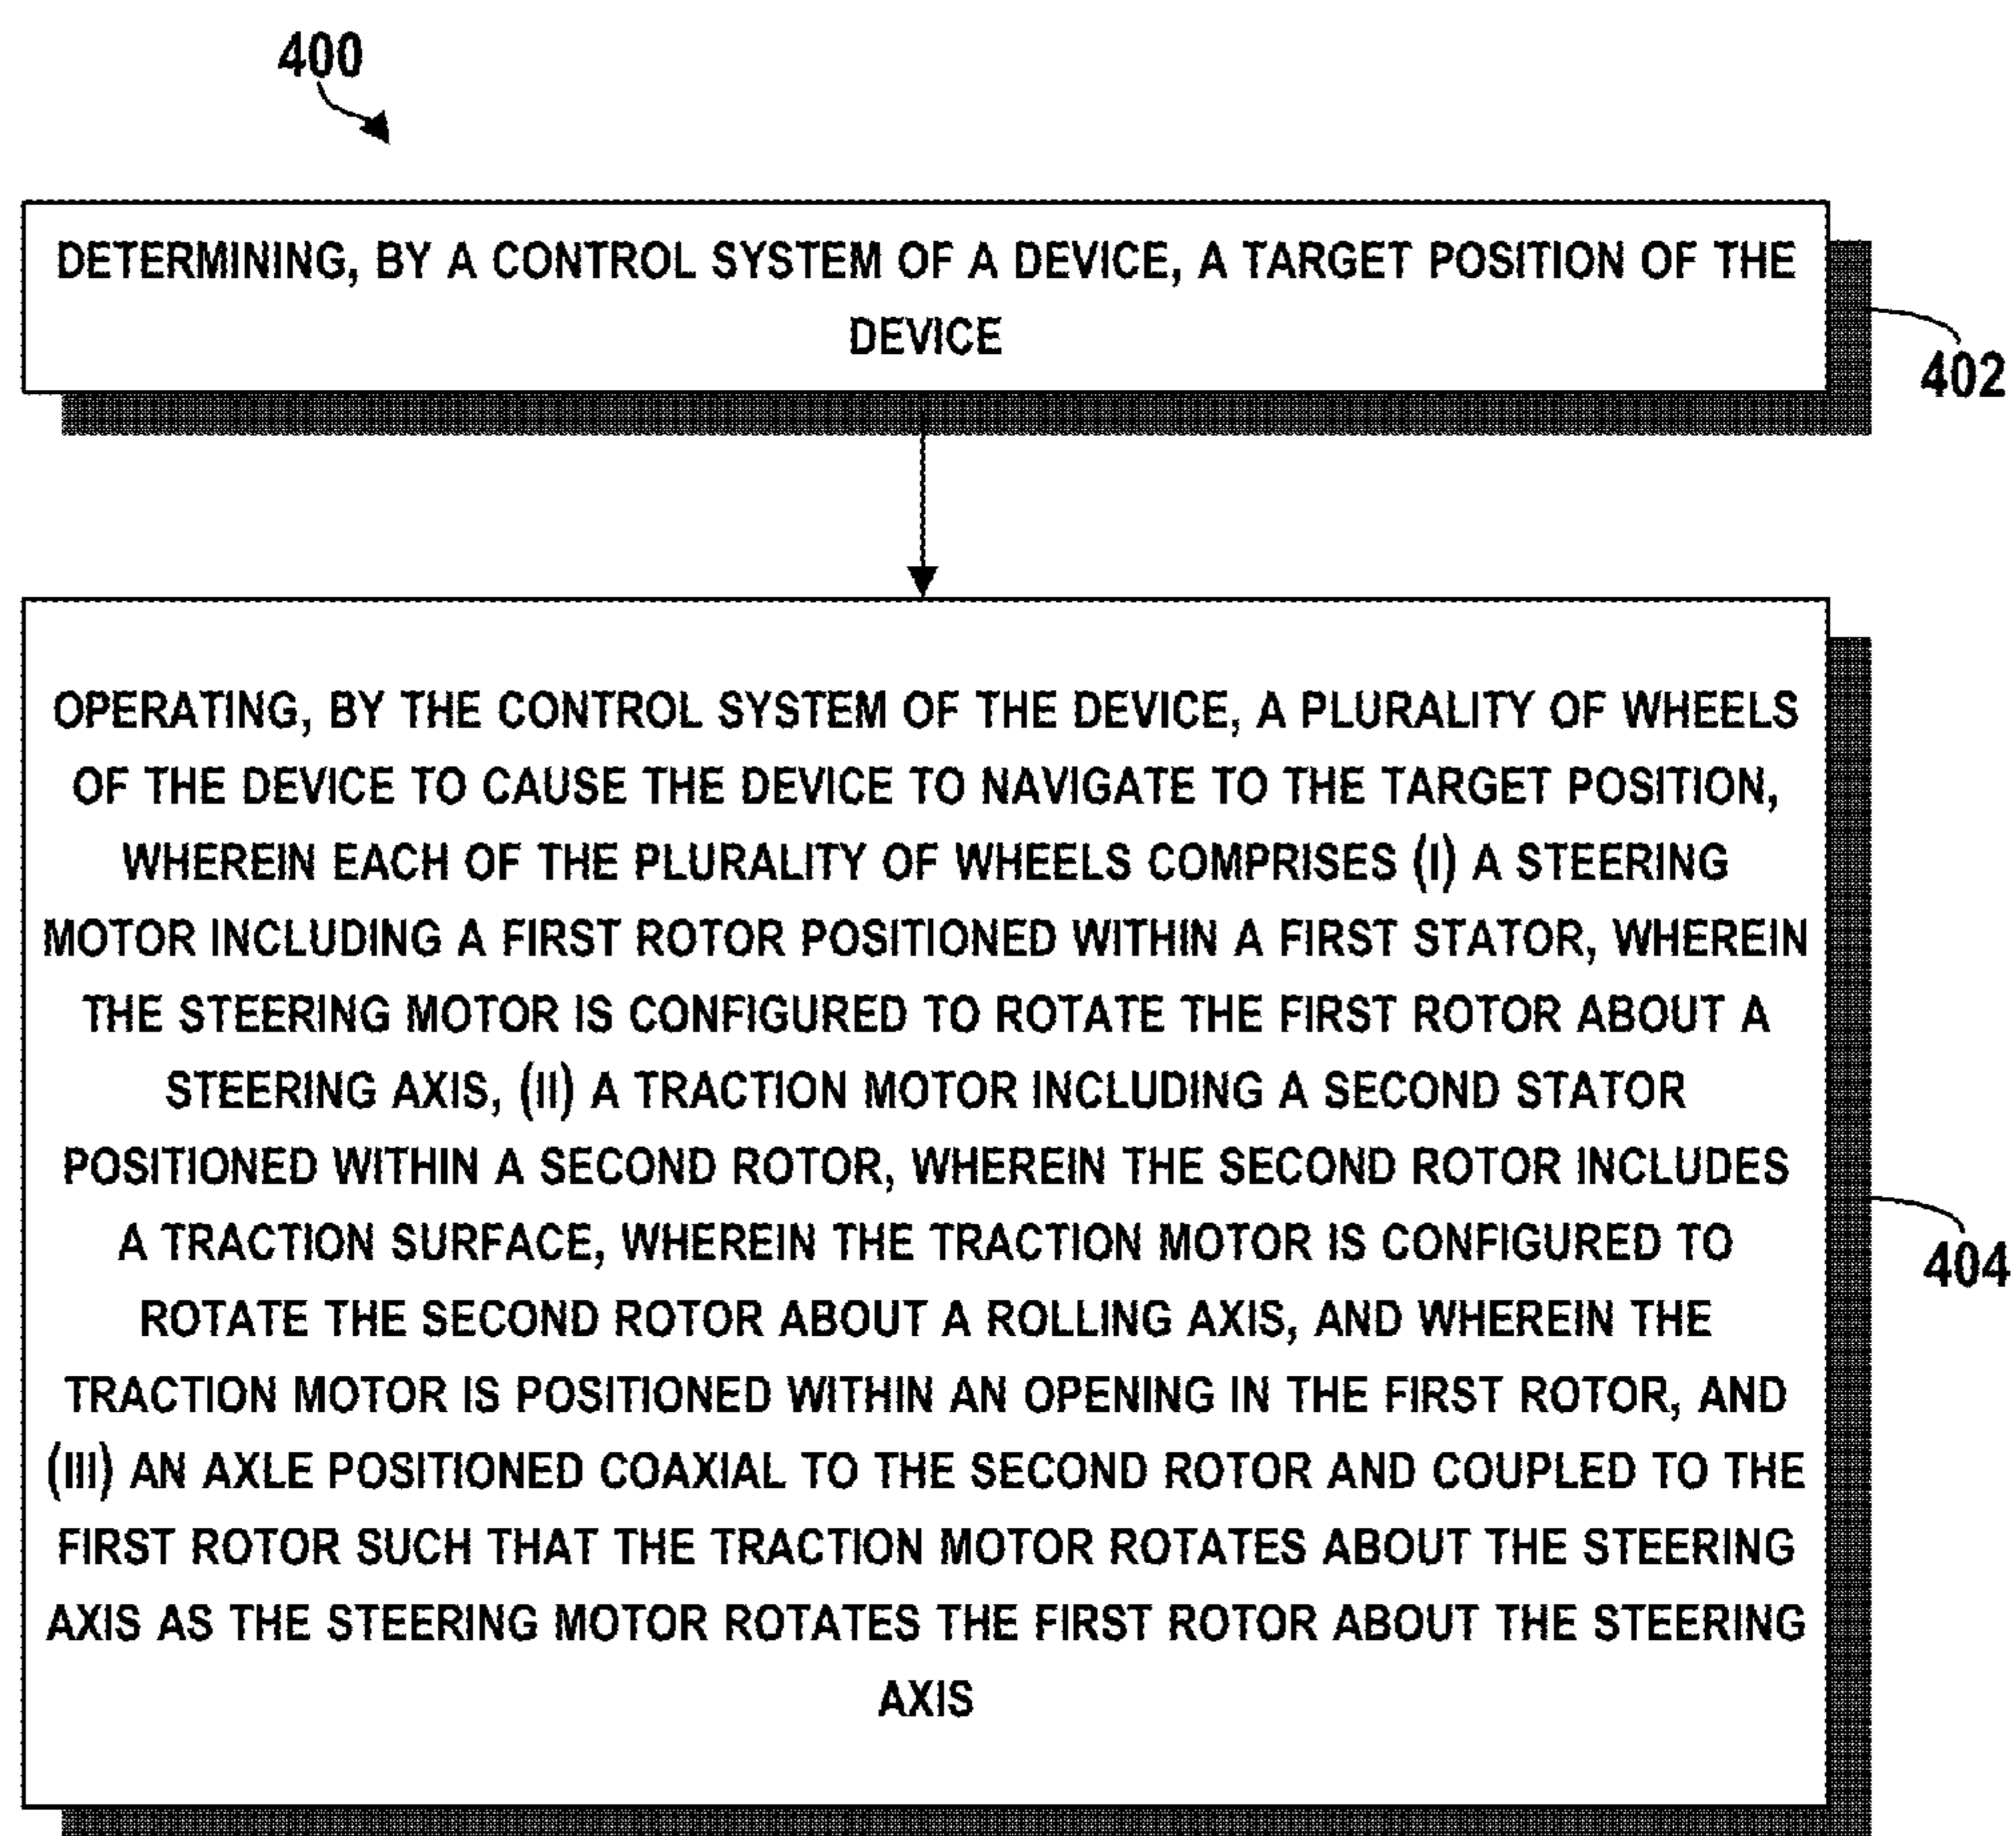 400
DETERMINING, BY A CONTROL SYSTEM OF A DEVICE, A TARGET POSITION OF THE
DEVICE
402
OPERATING, BY THE CONTROL SYSTEM OF THE DEVICE, A PLURALITY OF WHEELS
OF THE DEVICE TO CAUSE THE DEVICE TO NAVIGATE TO THE TARGET POSITION,
WHEREIN EACH OF THE PLURALITY OF WHEELS COMPRISES (I) A STEERING
MOTOR INCLUDING A FIRST ROTOR POSITIONED WITHIN A FIRST STATOR, WHEREIN
THE STEERING MOTOR IS CONFIGURED TO ROTATE THE FIRST ROTOR ABOUT A
STEERING AXIS, (II) A TRACTION MOTOR INCLUDING A SECOND STATOR
POSITIONED WITHIN A SECOND ROTOR, WHEREIN THE SECOND ROTOR INCLUDES
A TRACTION SURFACE, WHEREIN THE TRACTION MOTOR IS CONFIGURED TO
ROTATE THE SECOND ROTOR ABOUT A ROLLING AXIS, AND WHEREIN THE
TRACTION MOTOR IS POSITIONED WITHIN AN OPENING IN THE FIRST ROTOR, AND
(III) AN AXLE POSITIONED COAXIAL TO THE SECOND ROTOR AND COUPLED TO THE
FIRST ROTOR SUCH THAT THE TRACTION MOTOR ROTATES ABOUT THE STEERING
AXIS AS THE STEERING MOTOR ROTATES THE FIRST ROTOR ABOUT THE STEERING
AXIS
404